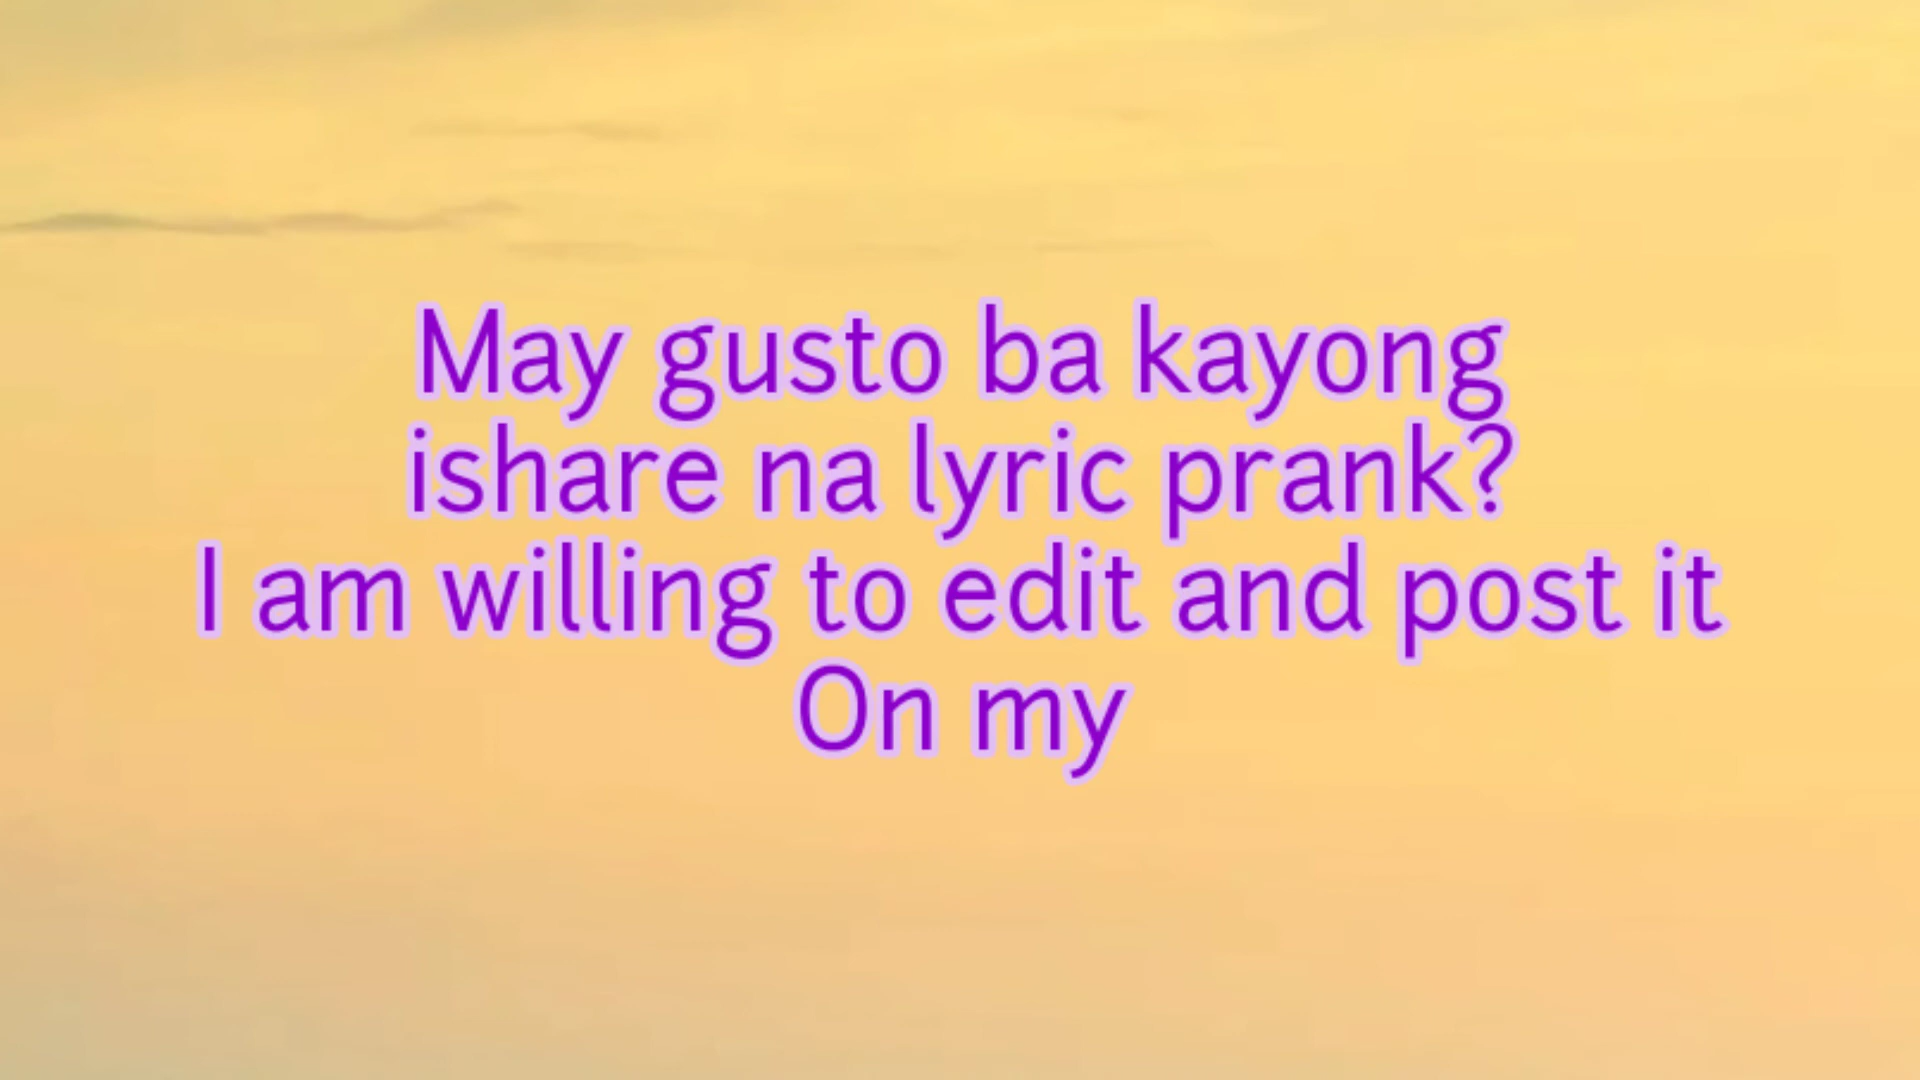 May gusto ba kayong
ishare na lyric prank?
I am willing to edit and post it
On my